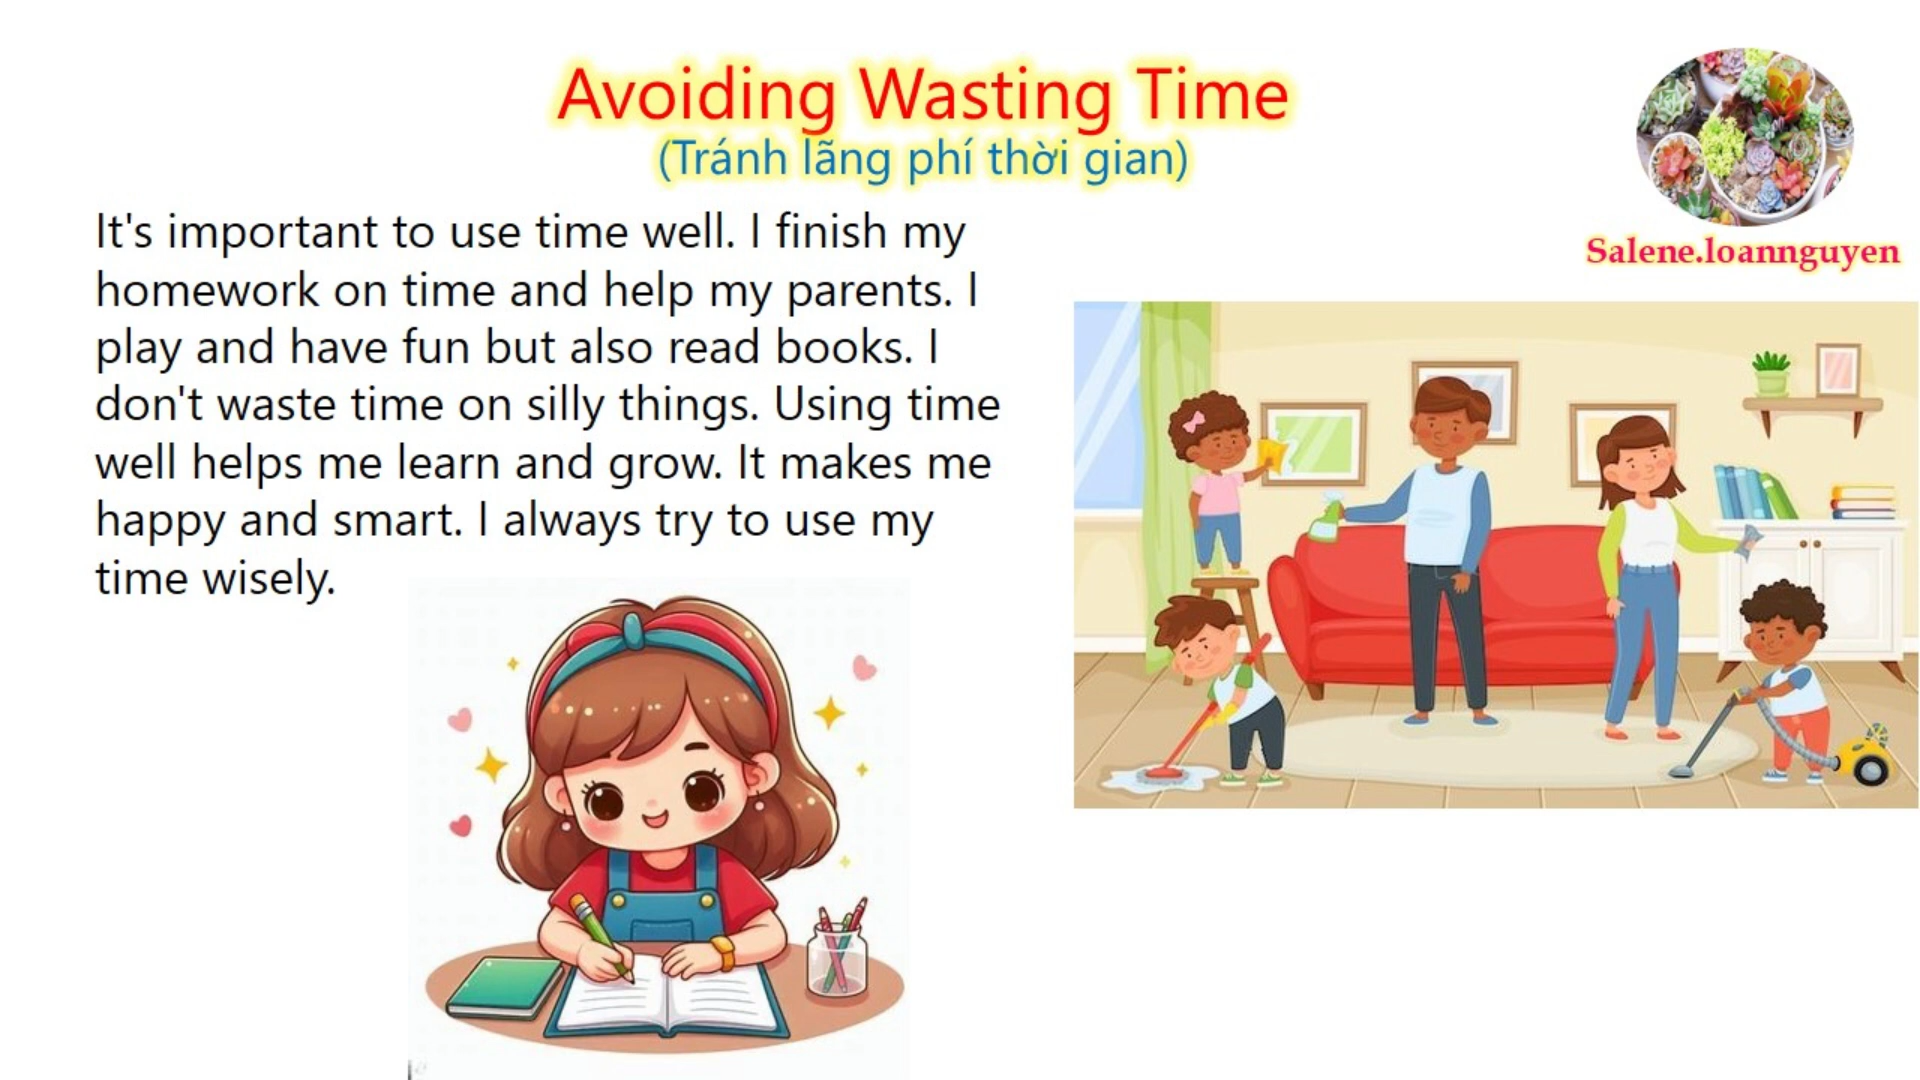 Avoiding Wasting Time
(Tránh lãng phí thời gian)
Salene.loannguyen
It's important to use time well. I finish my
homework on time and help my parents. I
play and have fun but also read books. I
don't waste time on silly things. Using time
well helps me learn and grow. It makes me
happy and smart. I always try to use my
time wisely.